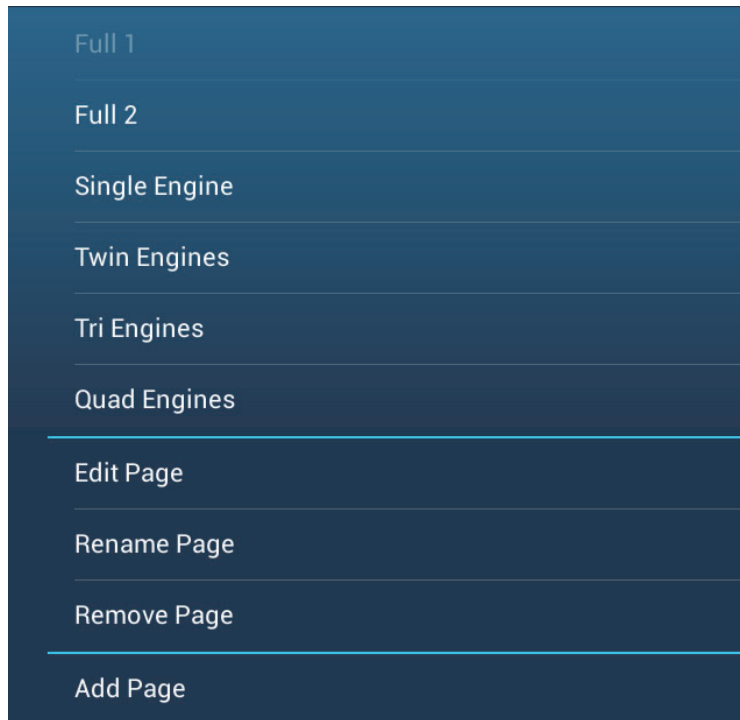 Full 1
Full 2
Single Engine
Twin Engines
Tri Engines
Quad Engines
Edit Page
Rename Page
Remove Page
Add Page